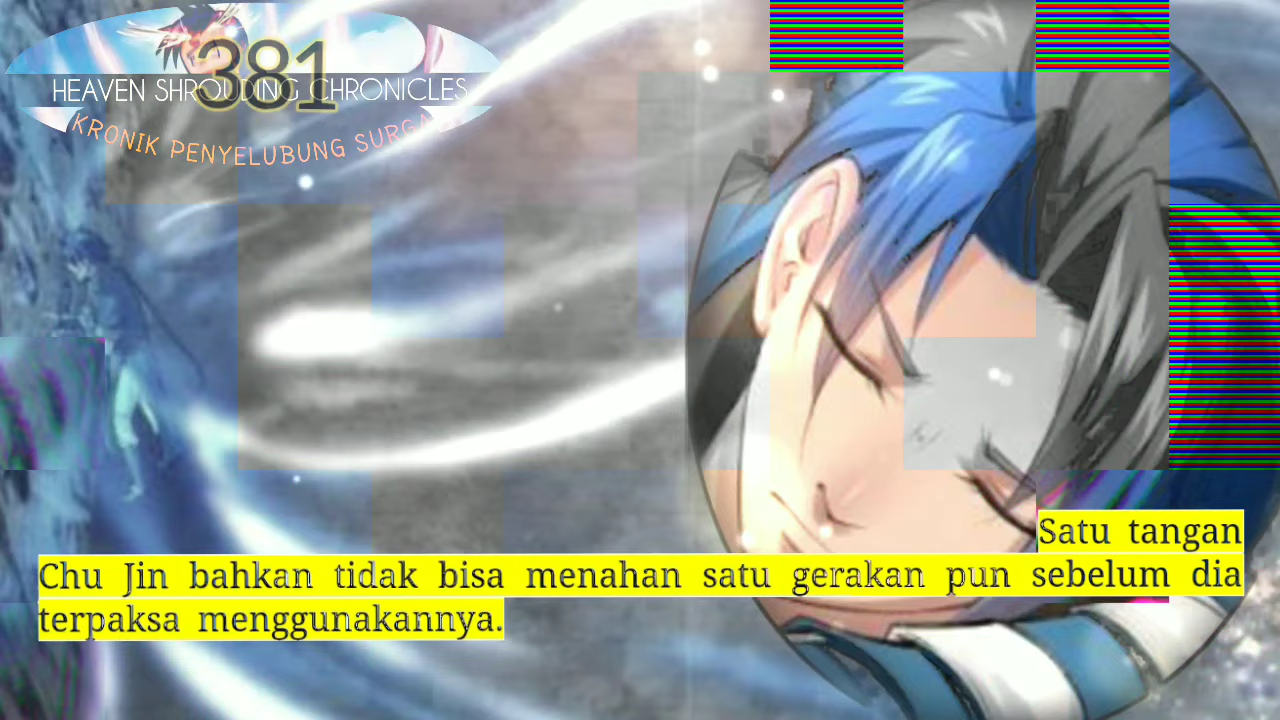 381
HEAVEN SHROUDING CHRONICLES
KRONIK PENYELUBUNG SURGA
Satu tangan
Chu Jin bahkan tidak bisa menahan satu gerakan pun sebelum dia
terpaksa menggunakannya.